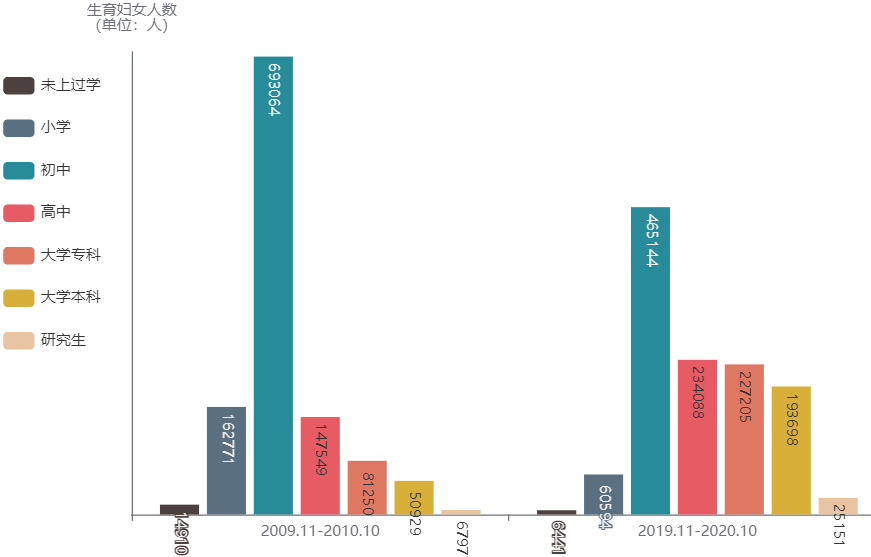 生育妇女人数
(单位：人)
未上过学
小学
初中
高中
大学专科
大学本科
研究生
14910
162771
693064
147549
81250
50929
6797
6441
60594
465144
234088
227205
193698
25151
2009.11-2010.10
2019.11-2020.10